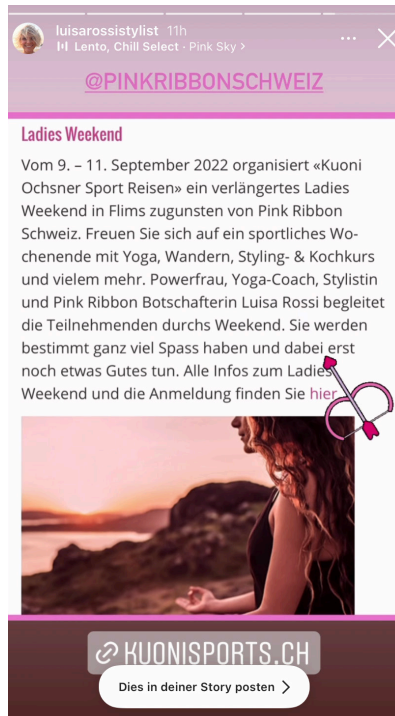 luisarossistylist 11h
Lento, Chill Select · Pink Sky >
@PINKRIBBONSCHWEIZ
Ladies Weekend
Vom 9. – 11. September 2022 organisiert «Kuoni
Ochsner Sport Reisen» ein verlängertes Ladies
Weekend in Flims zugunsten von Pink Ribbon
Schweiz. Freuen Sie sich auf ein sportliches Wo-
chenende mit Yoga, Wandern, Styling- & Kochkurs
und vielem mehr. Powerfrau, Yoga-Coach, Stylistin
und Pink Ribbon Botschafterin Luisa Rossi begleitet
die Teilnehmenden durchs Weekend. Sie werden
bestimmt ganz viel Spass haben und dabei erst
noch etwas Gutes tun. Alle Infos zum Ladies
Weekend und die Anmeldung finden Sie hier
KUONISPORTS.CH
Dies in deiner Story posten >